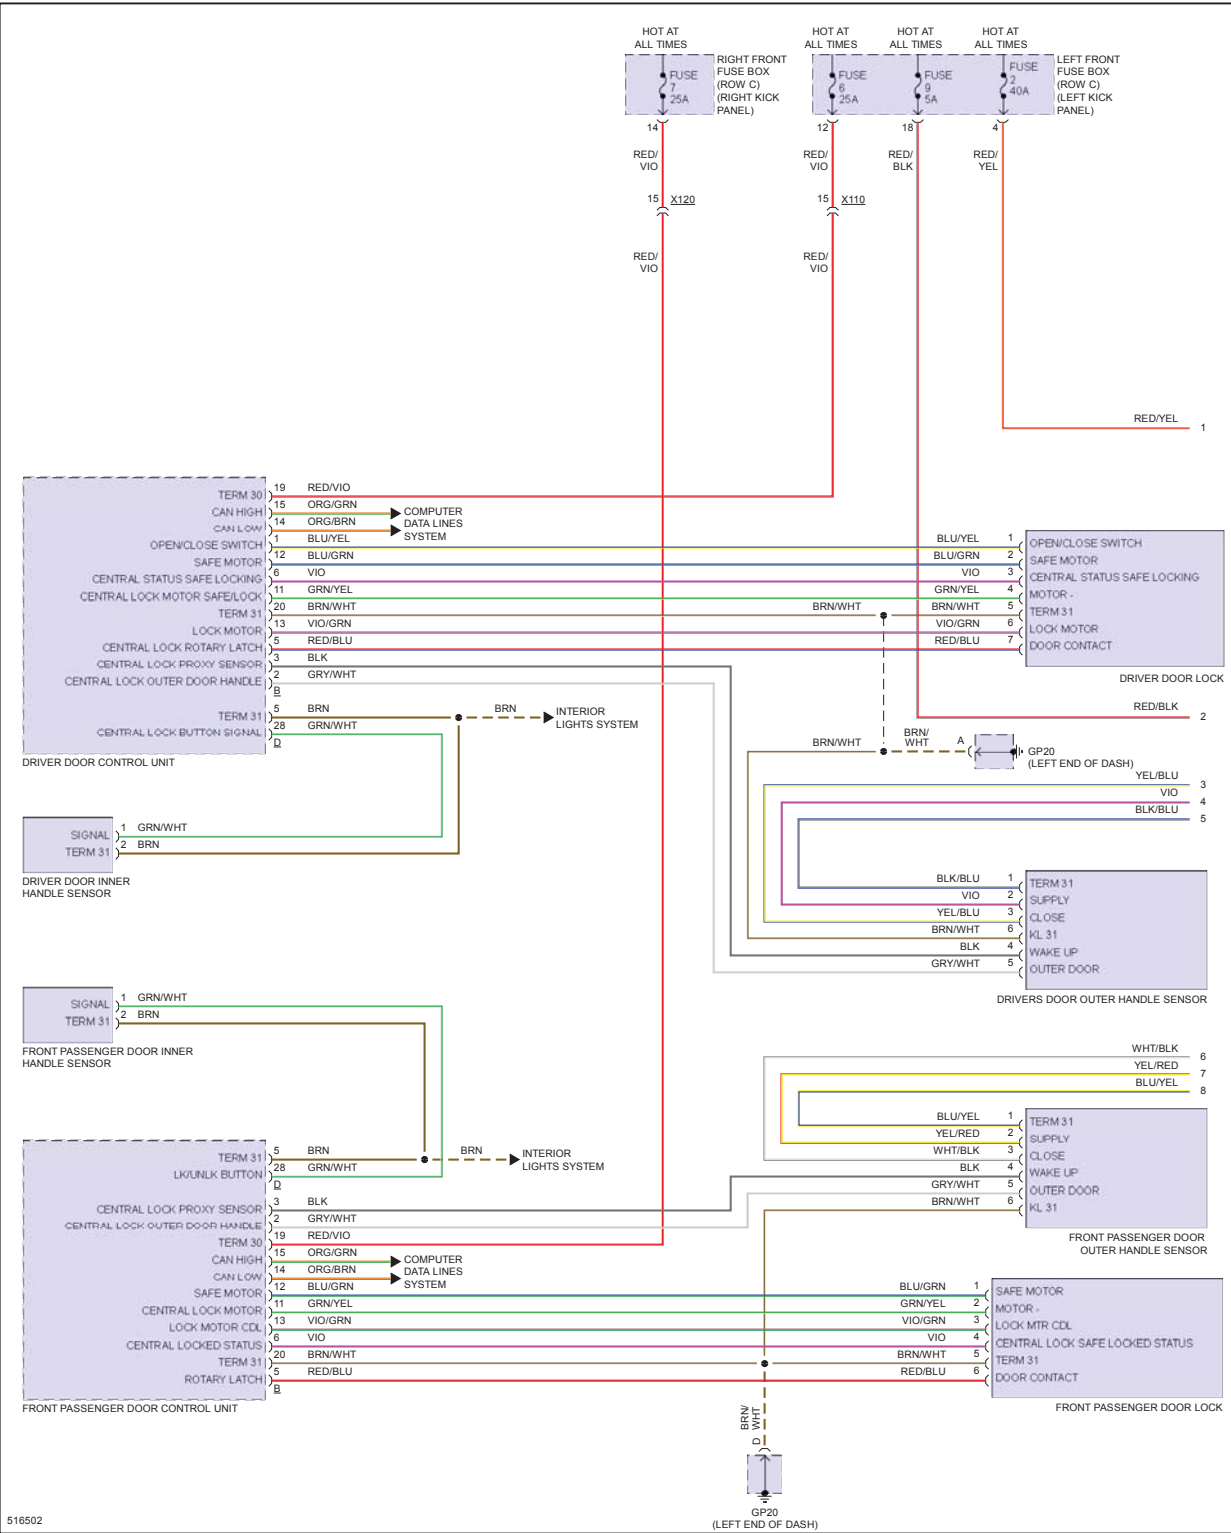 HOT AT
ALL TIMES
HOT AT
ALL TIMES
HOT AT
ALL TIMES
HOT AT
ALL TIMES
FUSE
7
25A
RIGHT FRONT
FUSE BOX
(ROW C)
(RIGHT KICK
PANEL)
FUSE
6
25A
FUSE
9
5A
FUSE
2
40A
LEFT FRONT
FUSE BOX
(ROW C)
(LEFT KICK
PANEL)
14
12
18
4
RED/
VIO
RED/
VIO
RED/
BLK
RED/
YEL
15 X120
15 X110
RED/
VIO
RED/
VIO
RED/YEL 1
TERM 30 19 RED/VIO
CAN HIGH 15 ORG/GRN
CAN LOW 14 ORG/BRN
COMPUTER
DATA LINES
SYSTEM
OPEN/CLOSE SWITCH 1 BLU/YEL
SAFE MOTOR 12 BLU/GRN
CENTRAL STATUS SAFE LOCKING 6 VIO
CENTRAL LOCK MOTOR SAFE/LOCK 11 GRN/YEL
TERM 31 20 BRN/WHT
LOCK MOTOR 13 VIO/GRN
CENTRAL LOCK ROTARY LATCH 5 RED/BLU
CENTRAL LOCK PROXY SENSOR 3 BLK
CENTRAL LOCK OUTER DOOR HANDLE 2 GRY/WHT
B
TERM 31 5 BRN
CENTRAL LOCK BUTTON SIGNAL 28 GRN/WHT
D
DRIVER DOOR CONTROL UNIT
BRN
INTERIOR
LIGHTS SYSTEM
BLU/YEL 1 OPEN/CLOSE SWITCH
BLU/GRN 2 SAFE MOTOR
VIO 3 CENTRAL STATUS SAFE LOCKING
GRN/YEL 4 MOTOR -
BRN/WHT BRN/WHT 5 TERM 31
VIO/GRN 6 LOCK MOTOR
RED/BLU 7 DOOR CONTACT
DRIVER DOOR LOCK
RED/BLK 2
BRN/WHT
BRN/
WHT
A
GP20
(LEFT END OF DASH)
YEL/BLU 3
VIO 4
BLK/BLU 5
SIGNAL 1 GRN/WHT
TERM 31 2 BRN
DRIVER DOOR INNER
HANDLE SENSOR
BLK/BLU 1 TERM 31
VIO 2 SUPPLY
YEL/BLU 3 CLOSE
BRN/WHT 6 KL 31
BLK 4 WAKE UP
GRY/WHT 5 OUTER DOOR
DRIVERS DOOR OUTER HANDLE SENSOR
SIGNAL 1 GRN/WHT
TERM 31 2 BRN
FRONT PASSENGER DOOR INNER
HANDLE SENSOR
WHT/BLK 6
YEL/RED 7
BLU/YEL 8
BLU/YEL 1 TERM 31
YEL/RED 2 SUPPLY
WHT/BLK 3 CLOSE
BLK 4 WAKE UP
GRY/WHT 5 OUTER DOOR
BRN/WHT 6 KL 31
FRONT PASSENGER DOOR
OUTER HANDLE SENSOR
TERM 31 5 BRN
LK/UNLK BUTTON 28 GRN/WHT
D
BRN
INTERIOR
LIGHTS SYSTEM
CENTRAL LOCK PROXY SENSOR 3 BLK
CENTRAL LOCK OUTER DOOR HANDLE 2 GRY/WHT
TERM 30 19 RED/VIO
CAN HIGH 15 ORG/GRN
CAN LOW 14 ORG/BRN
COMPUTER
DATA LINES
SYSTEM
SAFE MOTOR 12 BLU/GRN
CENTRAL LOCK MOTOR 11 GRN/YEL
LOCK MOTOR CDL 13 VIO/GRN
CENTRAL LOCKED STATUS 6 VIO
TERM 31 20 BRN/WHT
ROTARY LATCH 5 RED/BLU
B
FRONT PASSENGER DOOR CONTROL UNIT
BLU/GRN 1 SAFE MOTOR
GRN/YEL 2 MOTOR -
VIO/GRN 3 LOCK MTR CDL
VIO 4 CENTRAL LOCK SAFE LOCKED STATUS
BRN/WHT 5 TERM 31
RED/BLU 6 DOOR CONTACT
FRONT PASSENGER DOOR LOCK
BRN/
WHT
D
GP20
(LEFT END OF DASH)
516502